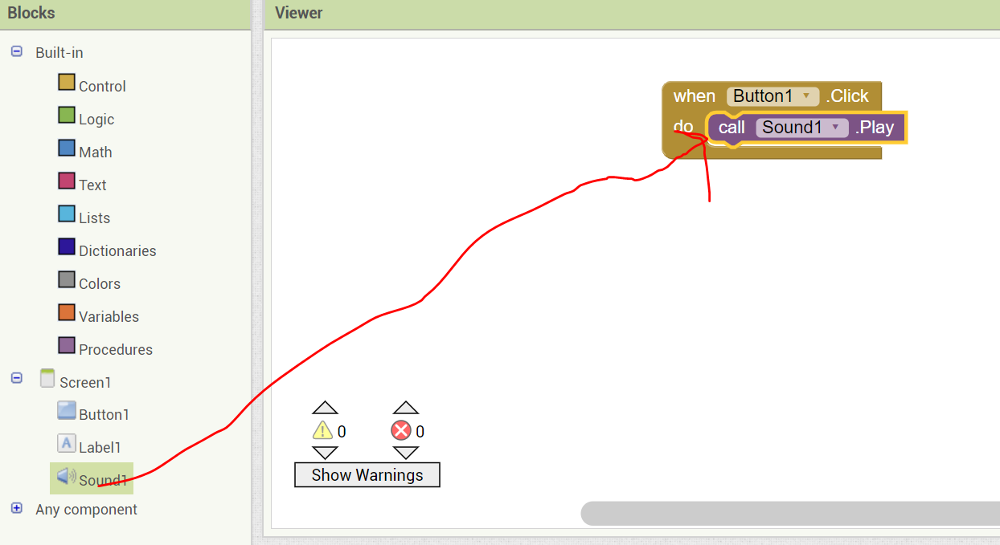 Blocks
Viewer
Built-in
Control
Logic
Math
Text
Lists
Dictionaries
Colors
Variables
Procedures
Screen1
Button1
Label1
Sound1
Any component
when Button1 .Click
do call Sound1 .Play
0 0
Show Warnings